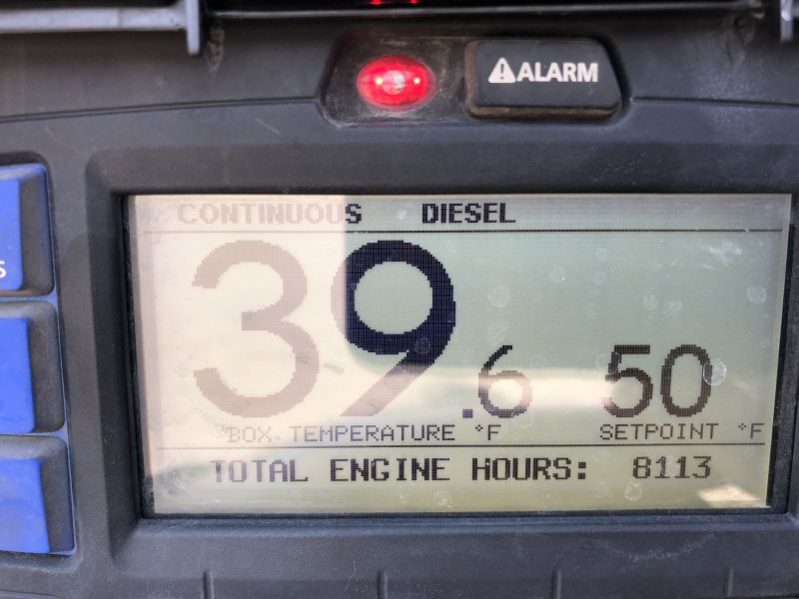 ⚠ALARM
CONTINUOUS DIESEL
39.6 50
S
BOX TEMPERATURE °F SETPOINT °F
TOTAL ENGINE HOURS: 8113